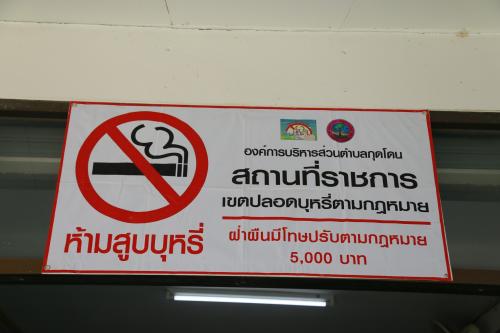 องค์การบริหารส่วนตำบลกุดโดน
สถานที่ราชการ
เขตปลอดบุหรี่ตามกฎหมาย
ห้ามสูบบุหรี่
ฝ่าฝืนมีโทษปรับตามกฎหมาย
5,000 บาท